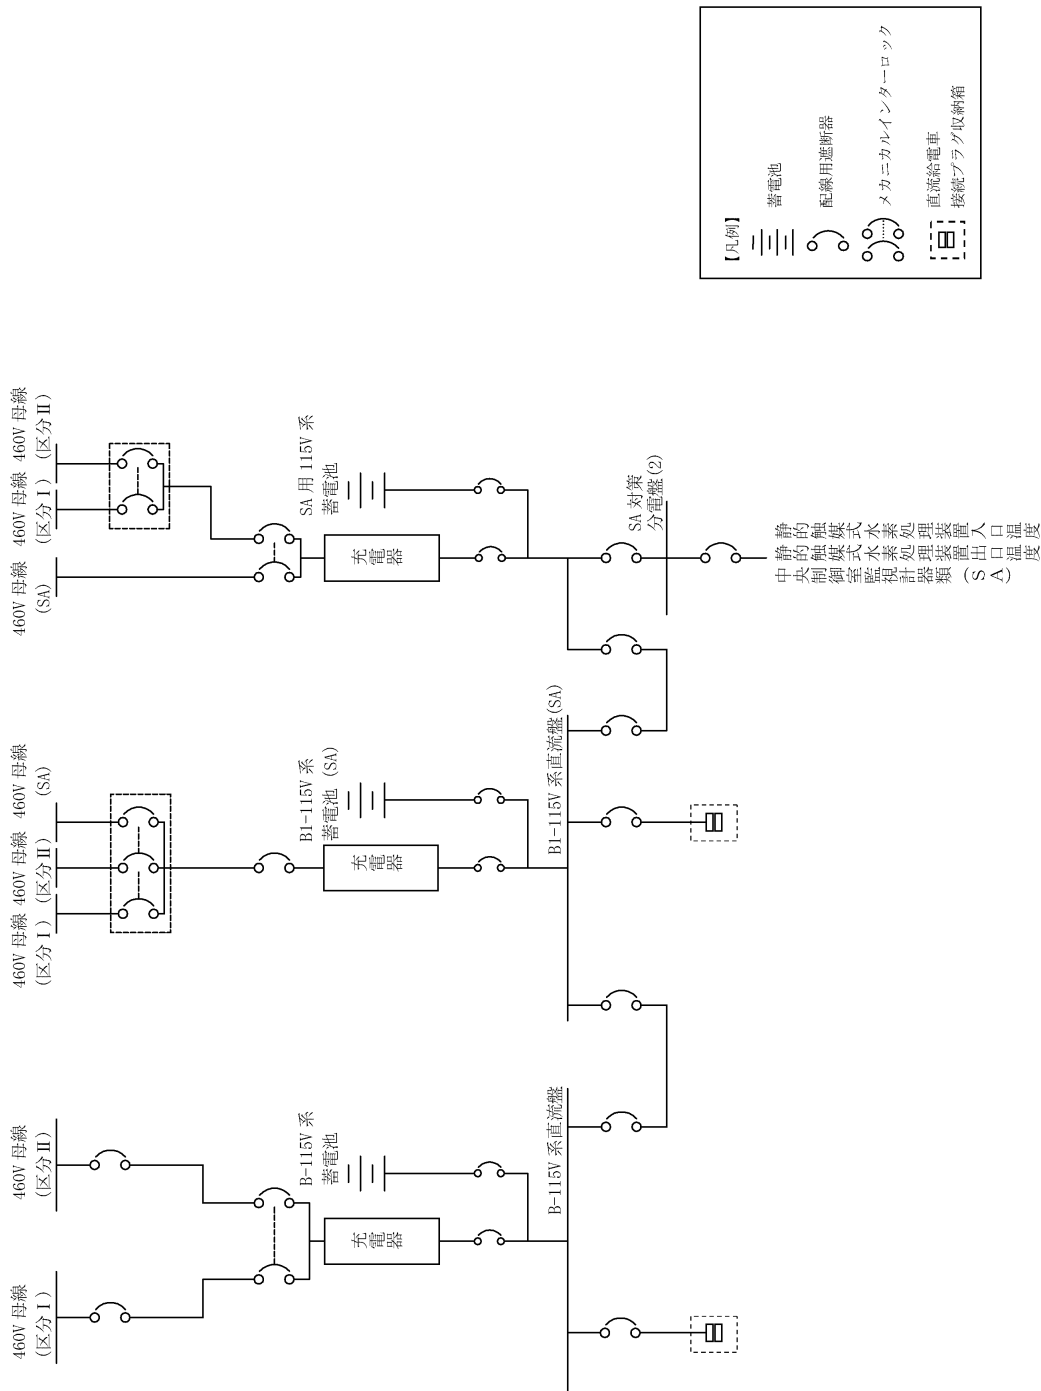 460V 母線
(区分Ⅰ)
460V 母線
(区分Ⅱ)
460V 母線
(区分Ⅰ)
460V 母線
(区分Ⅱ)
460V 母線
(SA)
460V 母線
(SA)
460V 母線
(区分Ⅰ)
460V 母線
(区分Ⅱ)
B-115V 系
蓄電池
充電器
B1-115V 系
蓄電池 (SA)
充電器
SA 用 115V 系
蓄電池
充電器
B-115V 系直流盤
B1-115V 系直流盤(SA)
SA 対策
分電盤(2)
静的触媒式水素処理装置入口温度
静的触媒式水素処理装置出口温度
中央制御室監視計器類(SA)
【凡例】
蓄電池
配線用遮断器
メカニカルインターロック
直流給電車
接続プラグ収納箱